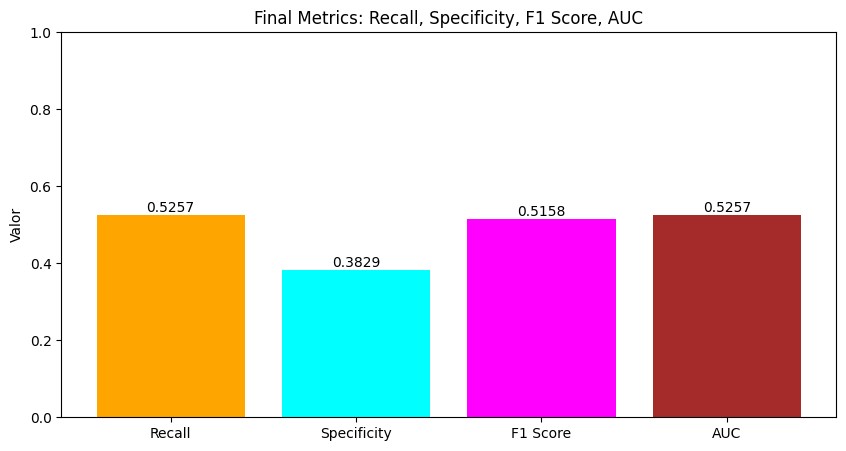 Final Metrics: Recall, Specificity, F1 Score, AUC
Valor
1.0
0.8
0.6
0.4
0.2
0.0
0.5257
0.3829
0.5158
0.5257
Recall
Specificity
F1 Score
AUC